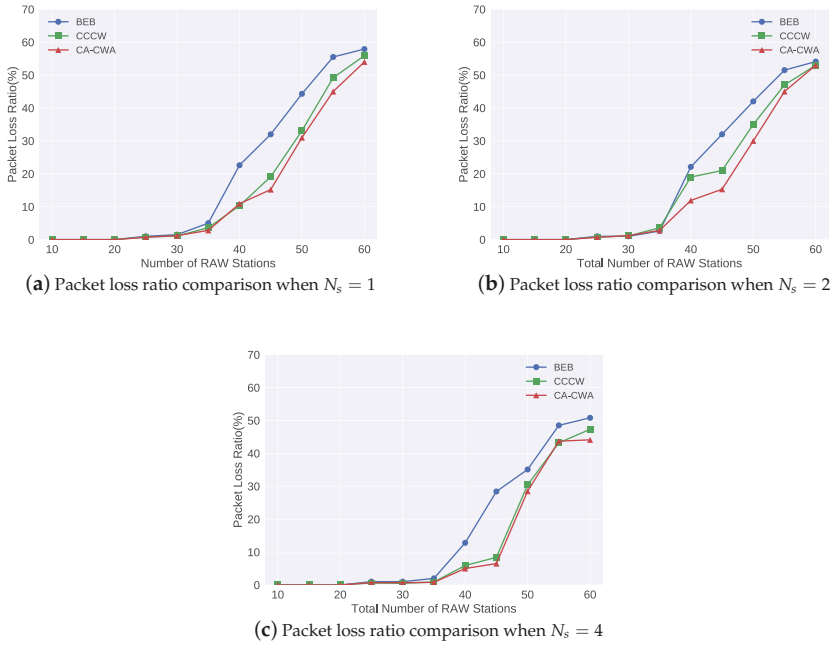 70
60
50
40
30
20
10
0
Packet Loss Ratio(%)
BEB
CCCW
CA-CWA
10 20 30 40 50 60
Number of RAW Stations
(a) Packet loss ratio comparison when Nₛ = 1
70
60
50
40
30
20
10
0
Packet Loss Ratio(%)
BEB
CCCW
CA-CWA
10 20 30 40 50 60
Total Number of RAW Stations
(b) Packet loss ratio comparison when Nₛ = 2
70
60
50
40
30
20
10
0
Packet Loss Ratio(%)
BEB
CCCW
CA-CWA
10 20 30 40 50 60
Total Number of RAW Stations
(c) Packet loss ratio comparison when Nₛ = 4